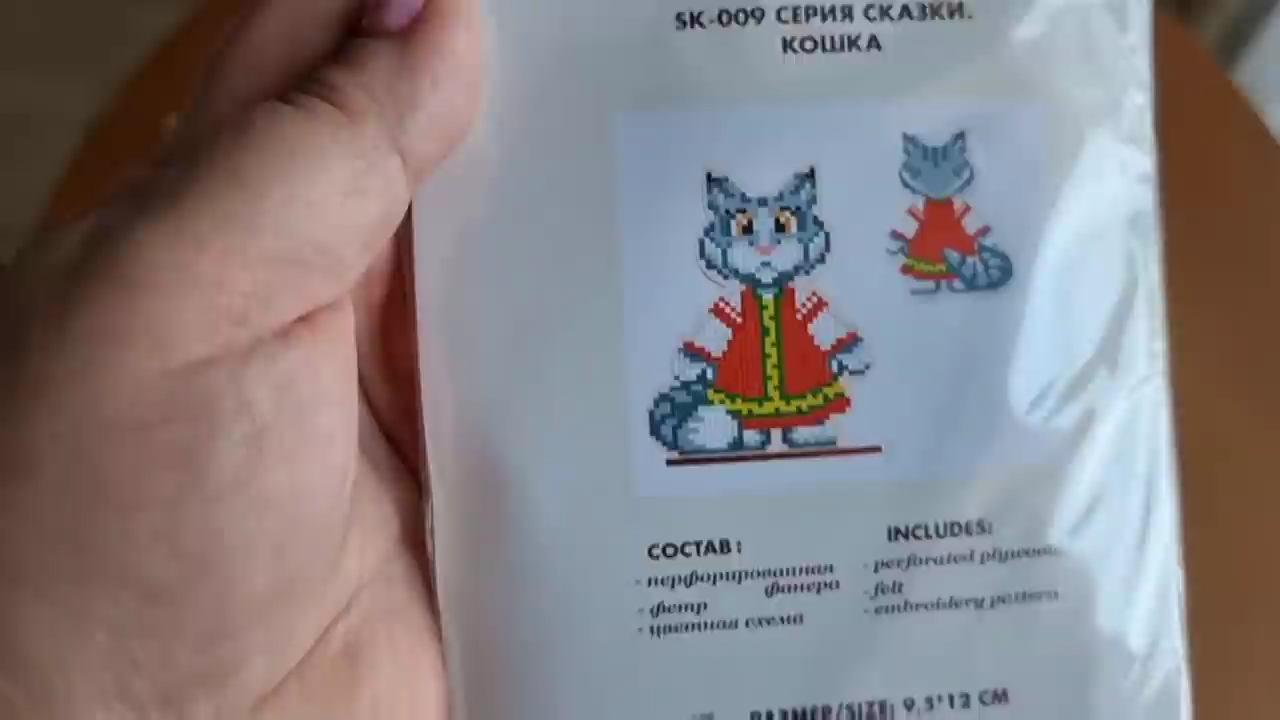 SK-009 СЕРИЯ СКАЗКИ.
КОШКА
СОСТАВ:
- перфорированная
фанера
- фетр
- цветная схема
INCLUDES:
- perforated plywood
- felt
- embroidery pattern
РАЗМЕР/SIZE: 9,5*12 СМ